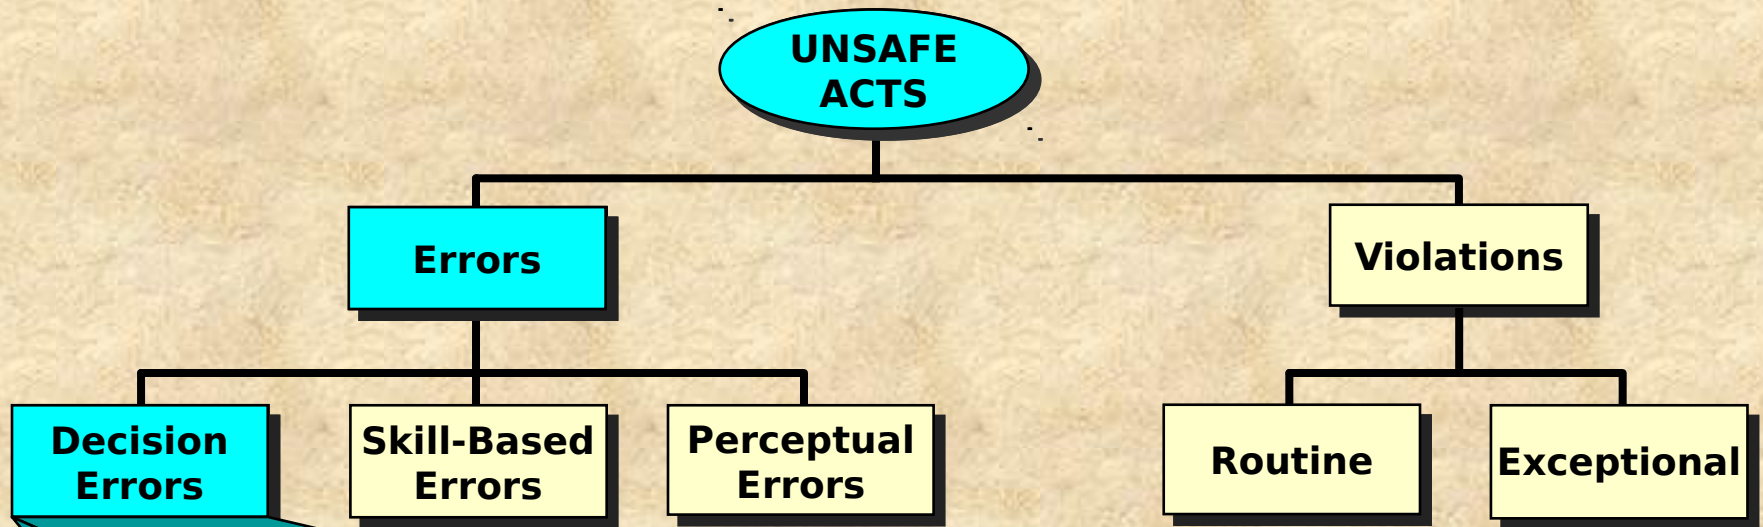 UNSAFE
ACTS
Errors
Violations
Decision
Errors
Skill-Based
Errors
Perceptual
Errors
Routine
Exceptional